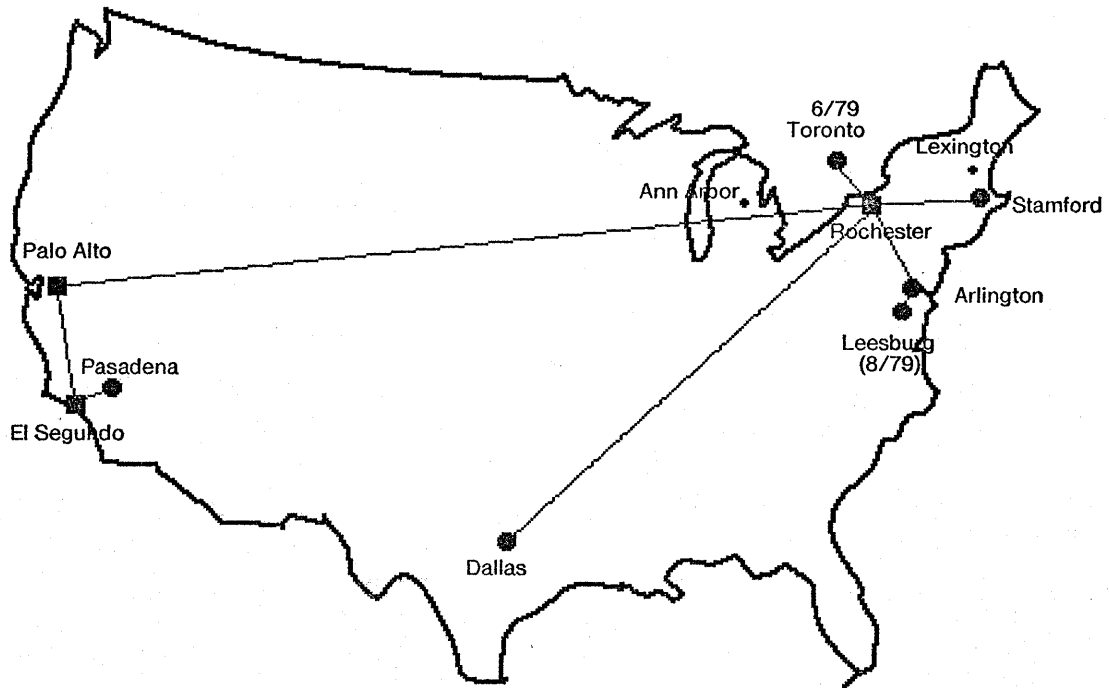 6/79
Toronto
Lexington
Ann Arbor
Stamford
Rochester
Palo Alto
Arlington
Leesburg
(8/79)
Pasadena
El Segundo
Dallas